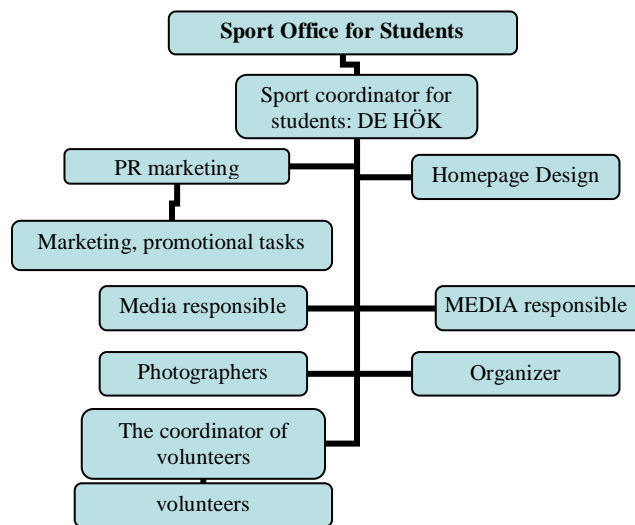 Sport Office for Students
Sport coordinator for
students: DE HÖK
PR marketing
Homepage Design
Marketing, promotional tasks
Media responsible
MEDIA responsible
Photographers
Organizer
The coordinator of
volunteers
volunteers